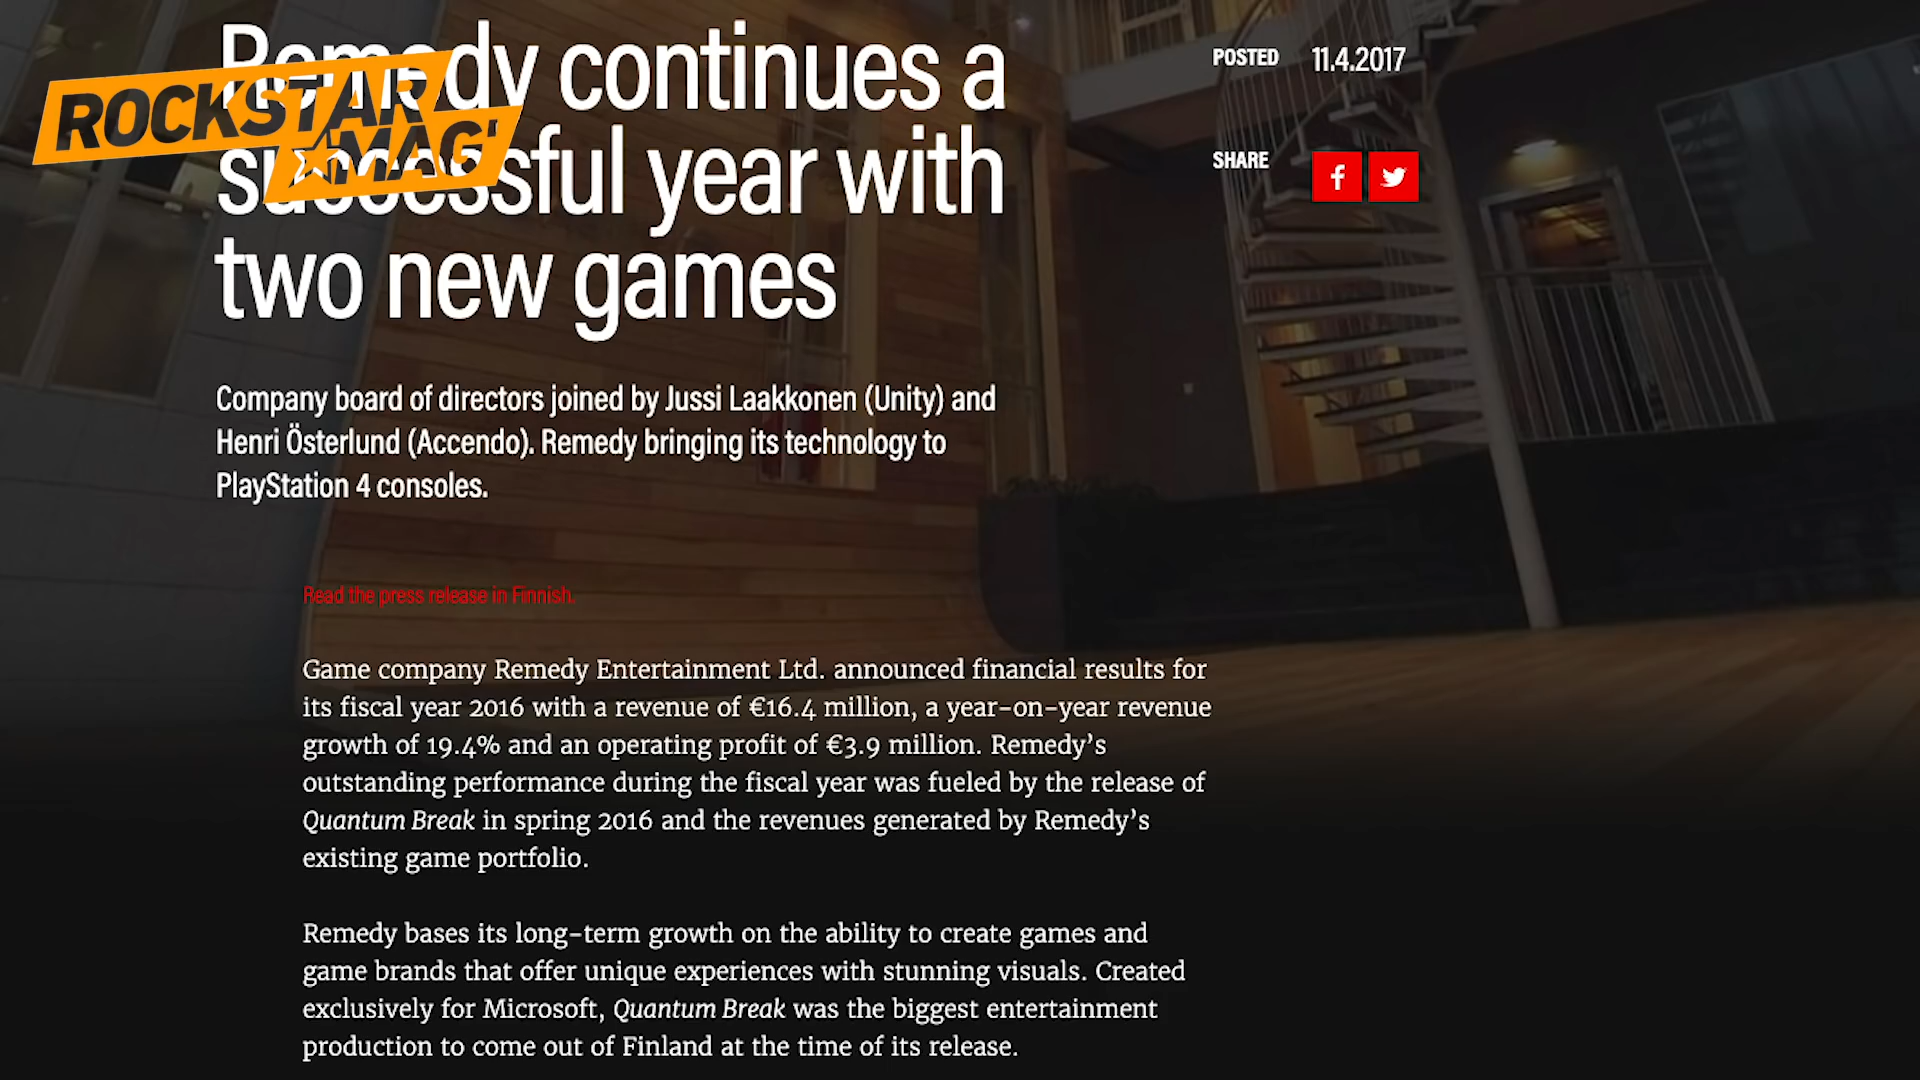 Remedy continues a
successful year with
two new games
ROCKSTAR
MAG'
POSTED 11.4.2017
SHARE
Company board of directors joined by Jussi Laakkonen (Unity) and
Henri Österlund (Accendo). Remedy bringing its technology to
PlayStation 4 consoles.
Read the press release in Finnish.
Game company Remedy Entertainment Ltd. announced financial results for
its fiscal year 2016 with a revenue of €16.4 million, a year-on-year revenue
growth of 19.4% and an operating profit of €3.9 million. Remedy’s
outstanding performance during the fiscal year was fueled by the release of
Quantum Break in spring 2016 and the revenues generated by Remedy’s
existing game portfolio.
Remedy bases its long-term growth on the ability to create games and
game brands that offer unique experiences with stunning visuals. Created
exclusively for Microsoft, Quantum Break was the biggest entertainment
production to come out of Finland at the time of its release.